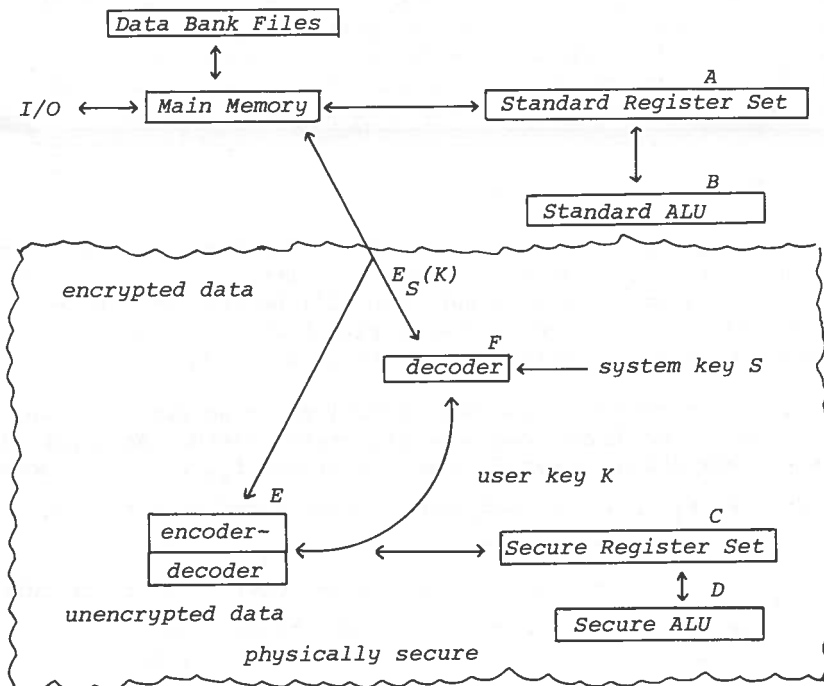 Data Bank Files
I/O
Main Memory
A
Standard Register Set
B
Standard ALU
encrypted data
E_S(K)
F
decoder
system key S
user key K
E
encoder-
decoder
C
Secure Register Set
D
Secure ALU
unencrypted data
physically secure